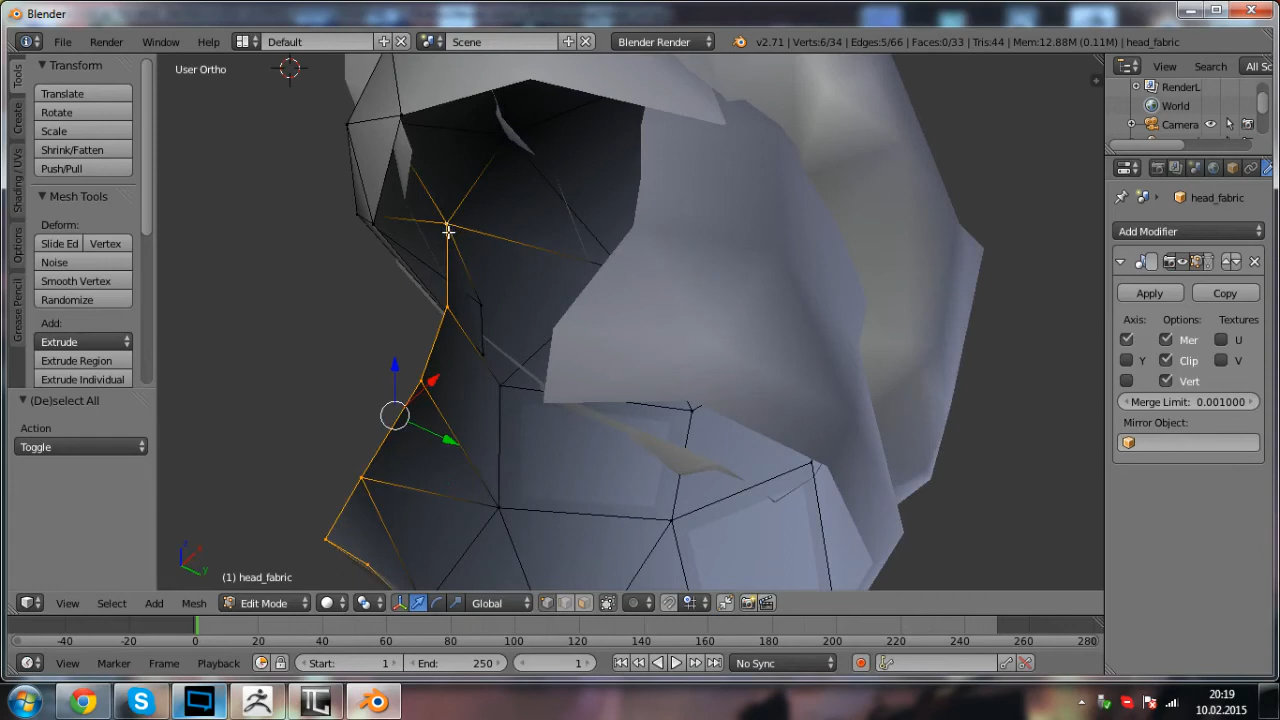 Blender
File Render Window Help Default Scene Blender Render v2.71 | Verts:6/34 | Edges:5/66 | Faces:0/33 | Tris:44 | Mem:12.88M (0.11M) | head_fabric
Tools
Create
Shading / UVs
Options
Grease Pencil
Transform
Translate
Rotate
Scale
Shrink/Fatten
Push/Pull
Mesh Tools
Deform:
Slide Ed Vertex
Noise
Smooth Vertex
Randomize
Add:
Extrude
Extrude Region
Extrude Individual
(De)select All
Action
Toggle
User Ortho
(1) head_fabric
View Search All Sc
RenderL
World
Camera
head_fabric
Add Modifier
Apply Copy
Axis: Options: Textures
Mer U
Y Clip V
Vert
Merge Limit: 0.001000
Mirror Object:
View Select Add Mesh Edit Mode Global
-40 -20 0 20 40 60 80 100 120 140 160 180 200 220 240 260 280
View Marker Frame Playback Start: 1 End: 250 1 No Sync
20:19
10.02.2015